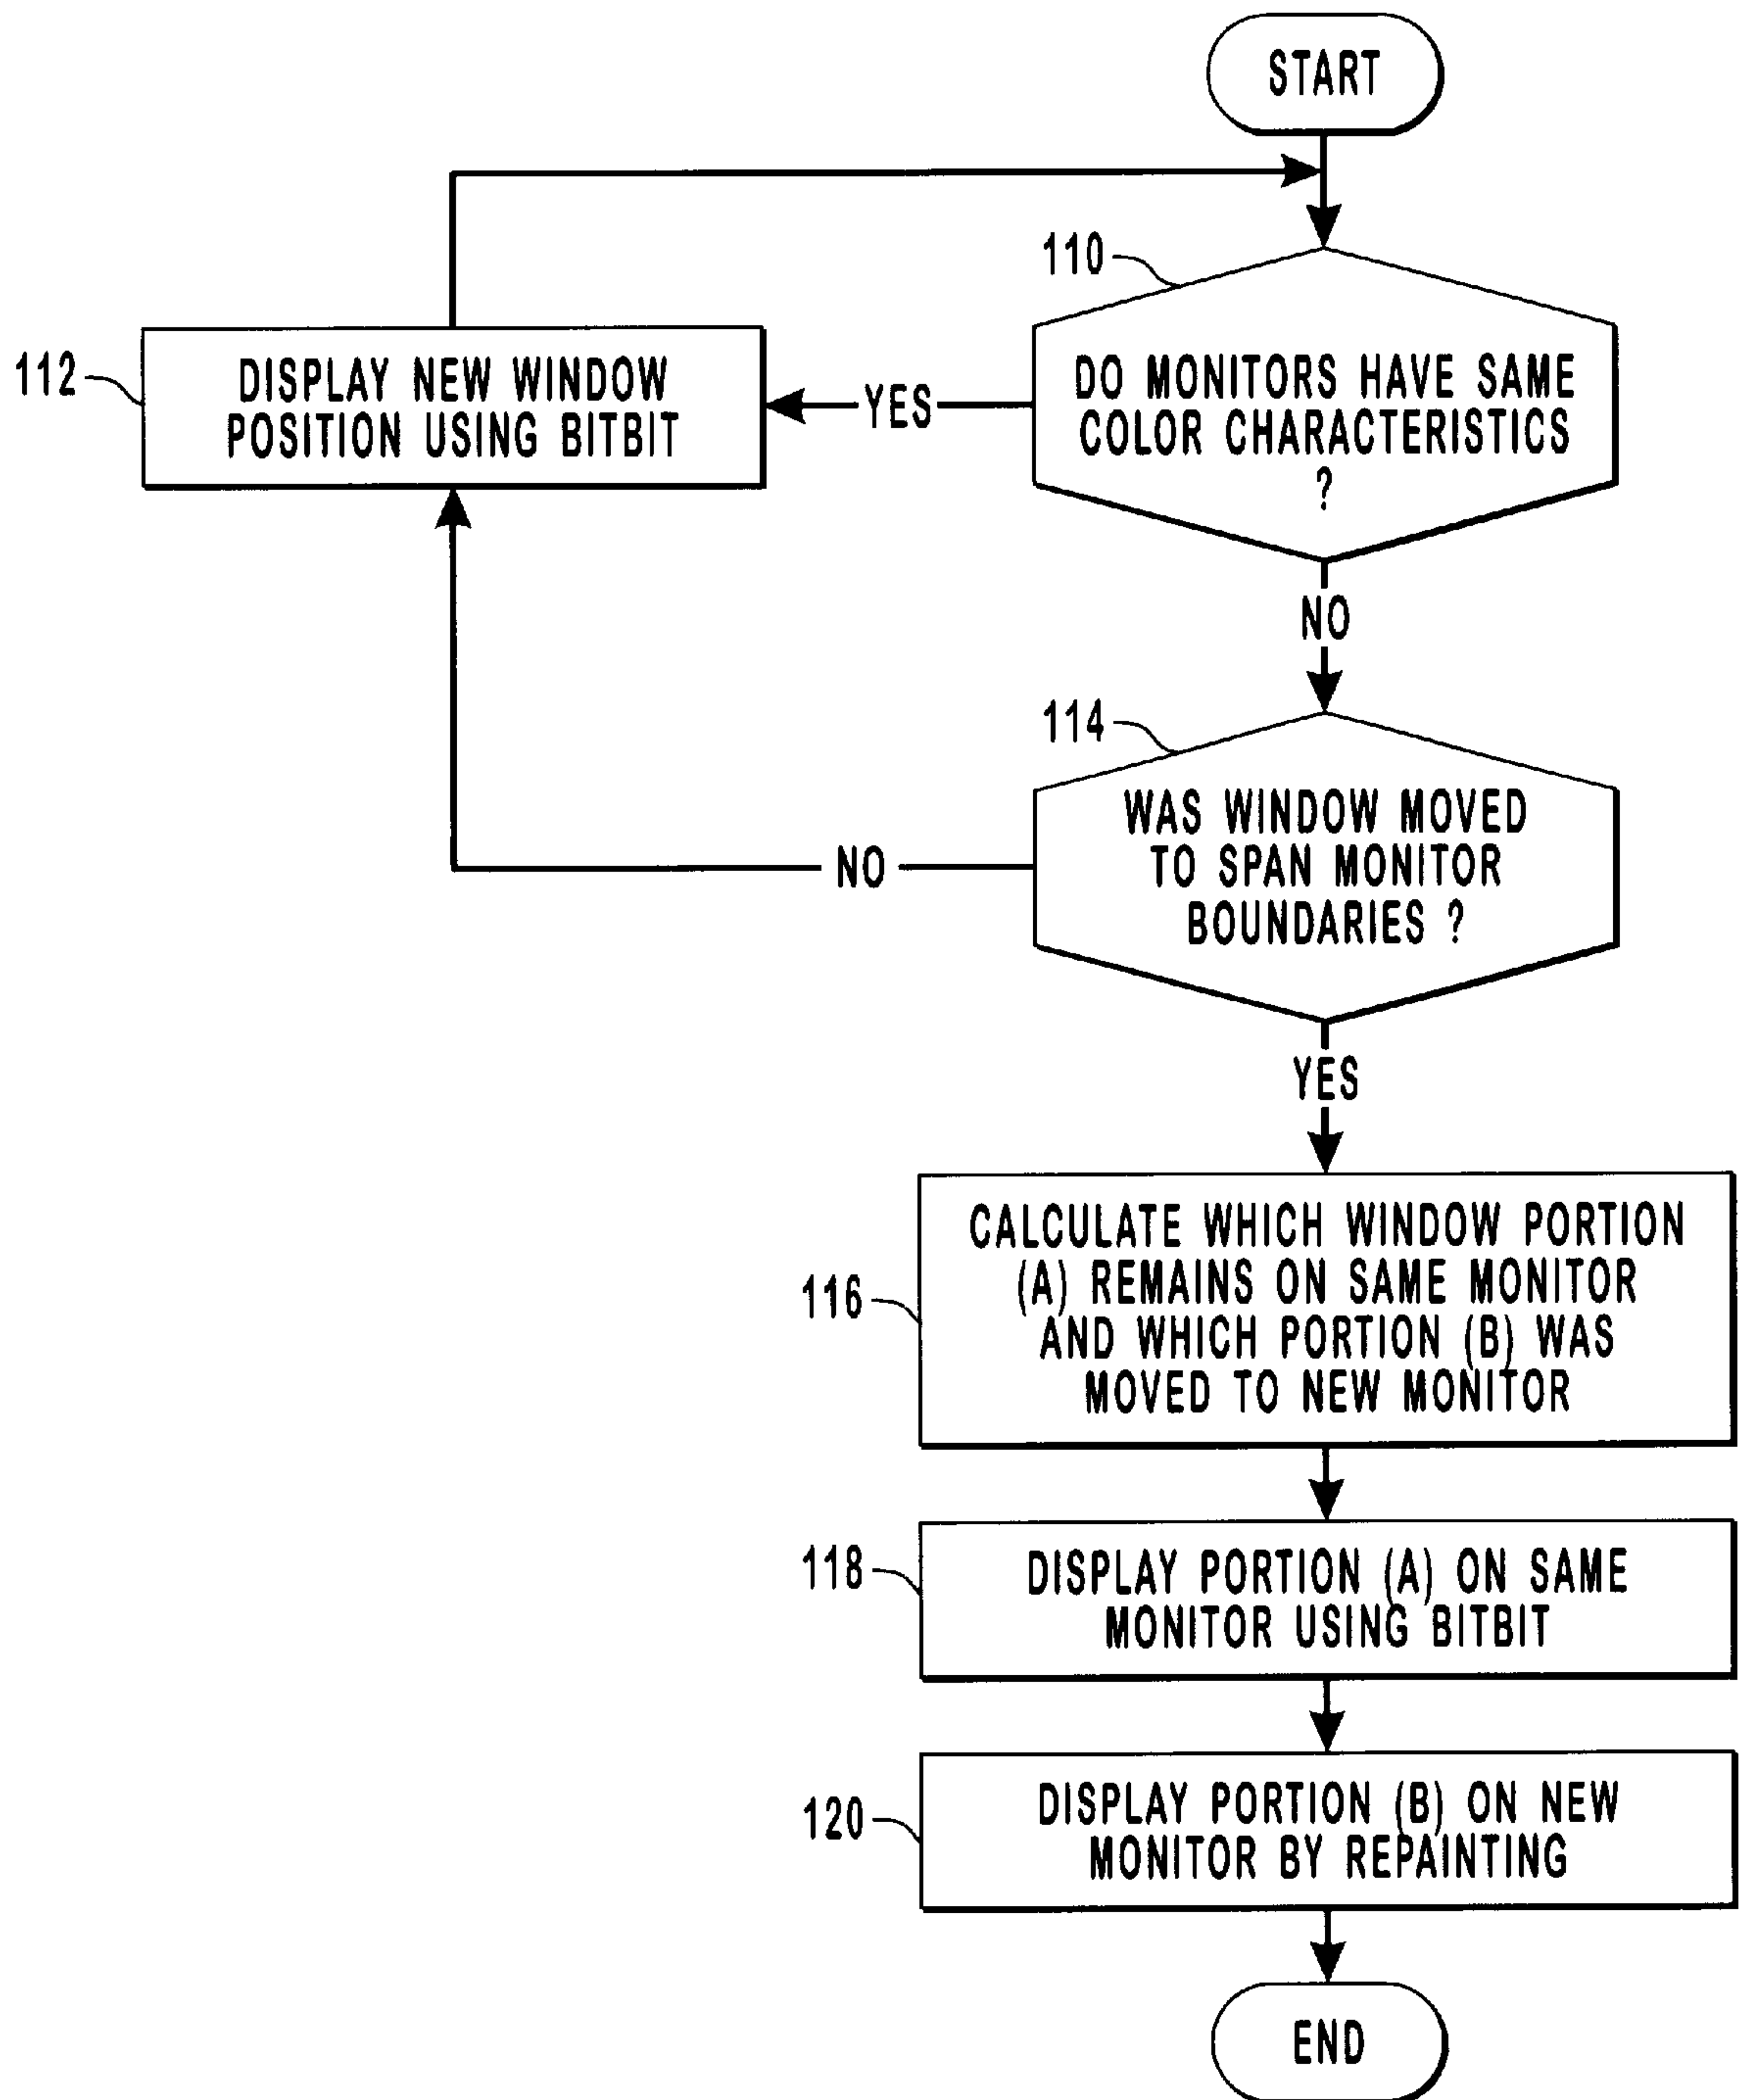 START
110
DO MONITORS HAVE SAME
COLOR CHARACTERISTICS
?
YES
112
DISPLAY NEW WINDOW
POSITION USING BITBIT
NO
114
WAS WINDOW MOVED
TO SPAN MONITOR
BOUNDARIES ?
NO
YES
116
CALCULATE WHICH WINDOW PORTION
(A) REMAINS ON SAME MONITOR
AND WHICH PORTION (B) WAS
MOVED TO NEW MONITOR
118
DISPLAY PORTION (A) ON SAME
MONITOR USING BITBIT
120
DISPLAY PORTION (B) ON NEW
MONITOR BY REPAINTING
END